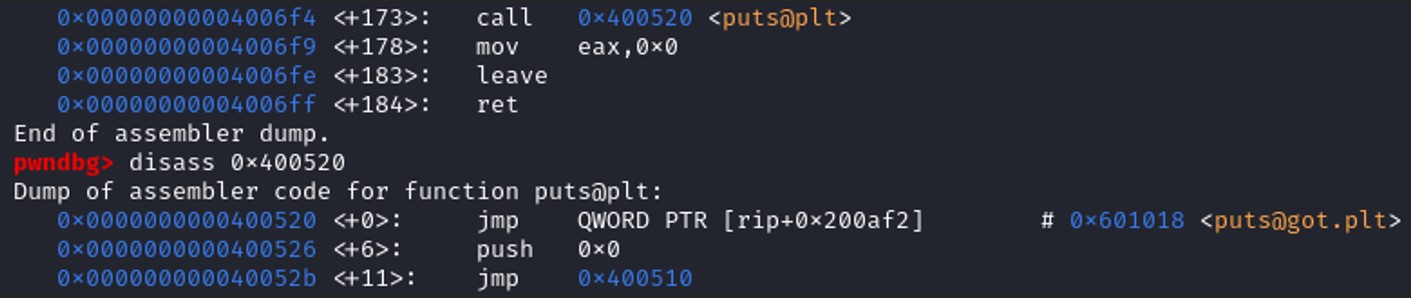 0×00000000004006f4 <+173>: call 0×400520 <puts@plt>
0×00000000004006f9 <+178>: mov eax,0×0
0×00000000004006fe <+183>: leave
0×00000000004006ff <+184>: ret
End of assembler dump.
pwndbg> disass 0×400520
Dump of assembler code for function puts@plt:
0×0000000000400520 <+0>: jmp QWORD PTR [rip+0×200af2] # 0×601018 <puts@got.plt>
0×0000000000400526 <+6>: push 0×0
0×000000000040052b <+11>: jmp 0×400510